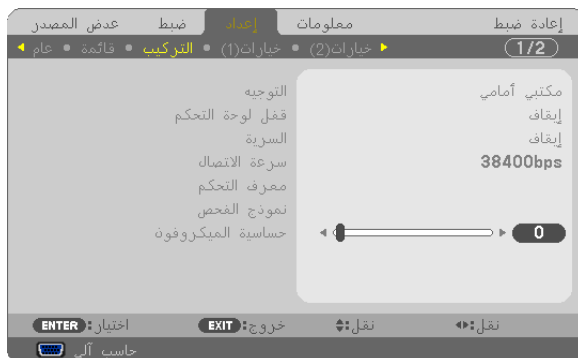 عدض المصدر ضبط إعداد معلومات إعادة ضبط
عام • قائمة • التركيب • خيارات(1) • خيارات(2) 1/2
التوجيه مكتبي أمامي
قفل لوحة التحكم إيقاف
السرية إيقاف
سرعة الاتصال 38400bps
معرف التحكم
نموذج الفحص
حساسية الميكروفون 0
ENTER: اختيار EXIT: خروج نقل: نقل:
حاسب آلي